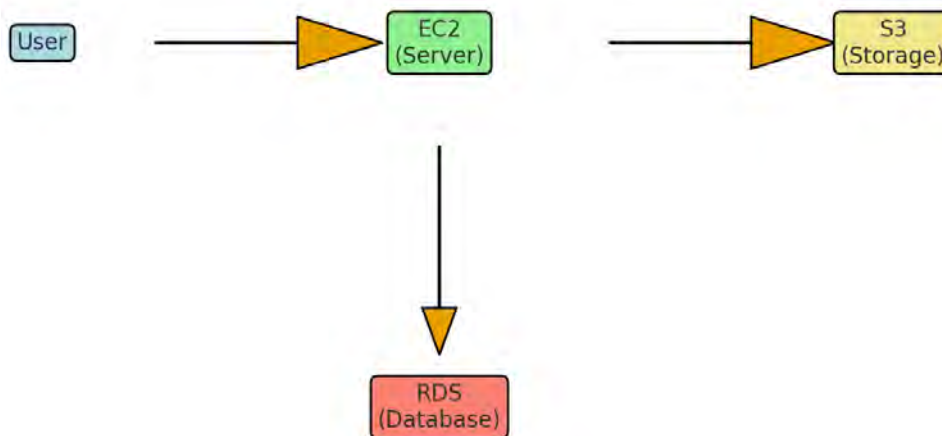 User
EC2
(Server)
S3
(Storage)
RDS
(Database)